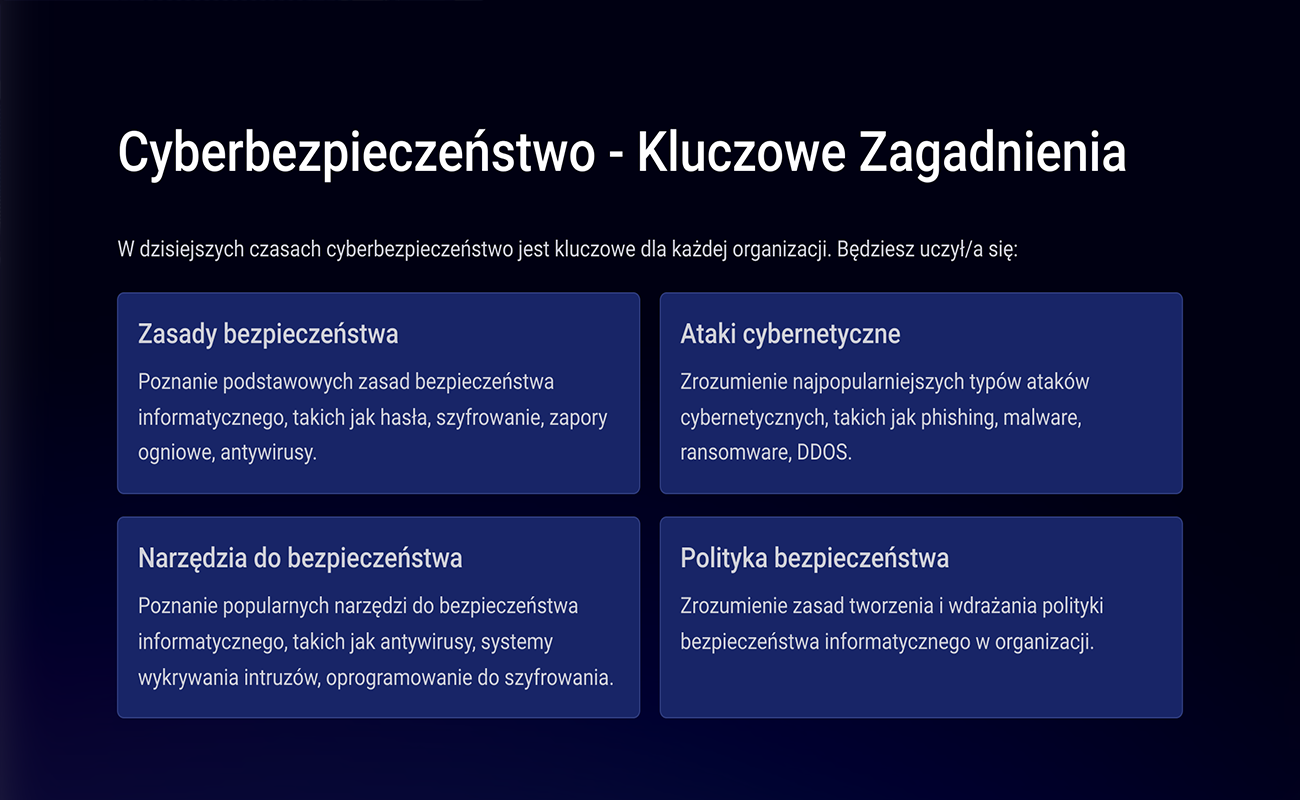 Cyberbezpieczeństwo - Kluczowe Zagadnienia
W dzisiejszych czasach cyberbezpieczeństwo jest kluczowe dla każdej organizacji. Będziesz uczył/a się:
Zasady bezpieczeństwa
Poznanie podstawowych zasad bezpieczeństwa
informatycznego, takich jak hasła, szyfrowanie, zapory
ogniowe, antywirusy.
Ataki cybernetyczne
Zrozumienie najpopularniejszych typów ataków
cybernetycznych, takich jak phishing, malware,
ransomware, DDOS.
Narzędzia do bezpieczeństwa
Poznanie popularnych narzędzi do bezpieczeństwa
informatycznego, takich jak antywirusy, systemy
wykrywania intruzów, oprogramowanie do szyfrowania.
Polityka bezpieczeństwa
Zrozumienie zasad tworzenia i wdrażania polityki
bezpieczeństwa informatycznego w organizacji.